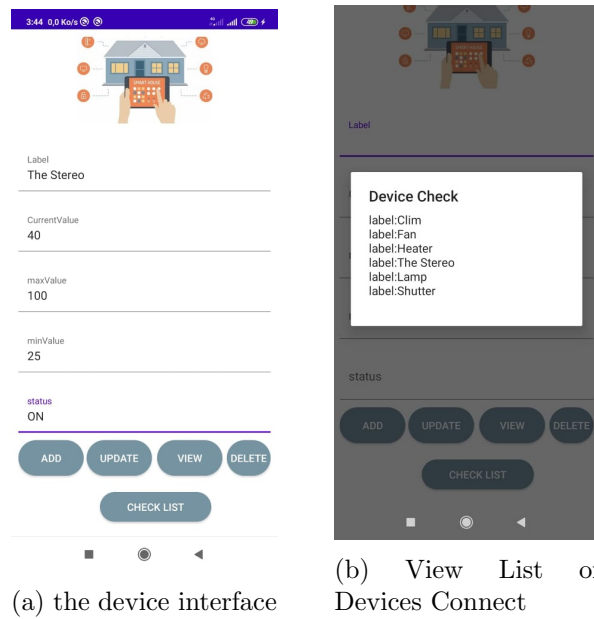 3:44 0,0 Ko/s
SMART HOUSE
Label
The Stereo
CurrentValue
40
maxValue
100
minValue
25
status
ON
ADD UPDATE VIEW DELETE
CHECK LIST
(a) the device interface
Label
Device Check
label:Clim
label:Fan
label:Heater
label:The Stereo
label:Lamp
label:Shutter
status
ADD UPDATE VIEW DELETE
CHECK LIST
(b) View List of
Devices Connect